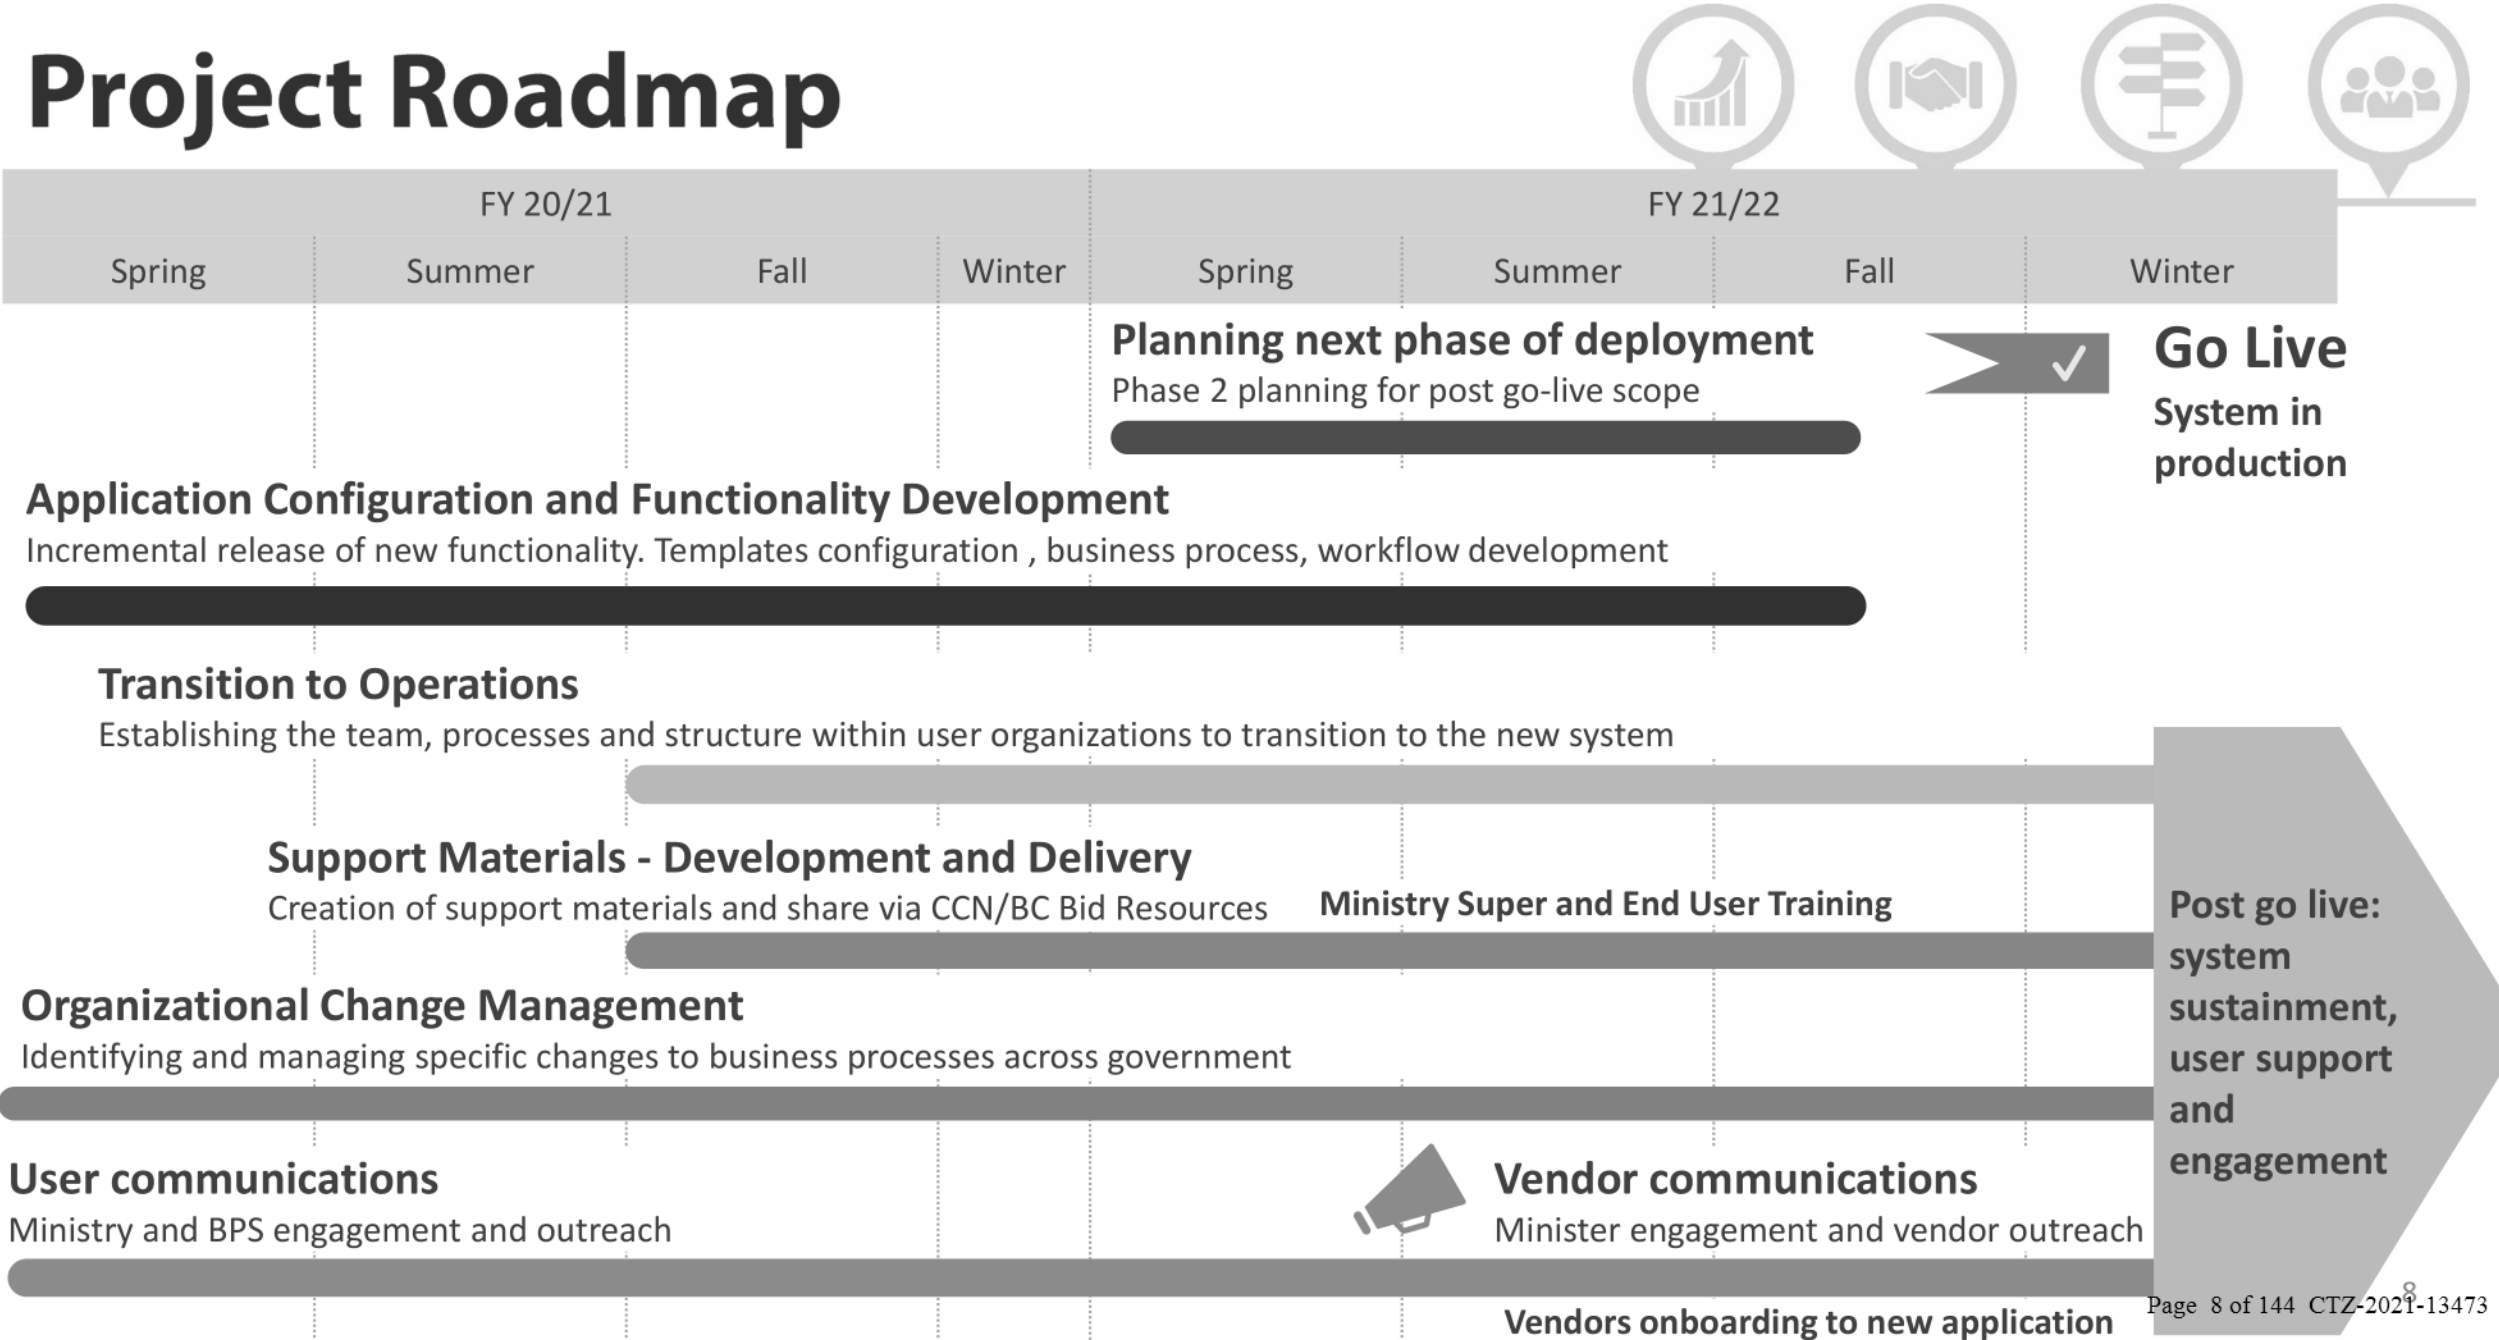 Project Roadmap
FY 20/21
FY 21/22
Spring
Summer
Fall
Winter
Spring
Summer
Fall
Winter
Planning next phase of deployment
Phase 2 planning for post go-live scope
Go Live
System in
production
Application Configuration and Functionality Development
Incremental release of new functionality. Templates configuration , business process, workflow development
Transition to Operations
Establishing the team, processes and structure within user organizations to transition to the new system
Support Materials - Development and Delivery
Creation of support materials and share via CCN/BC Bid Resources
Ministry Super and End User Training
Organizational Change Management
Identifying and managing specific changes to business processes across government
User communications
Ministry and BPS engagement and outreach
Vendor communications
Minister engagement and vendor outreach
Vendors onboarding to new application
Post go live:
system
sustainment,
user support
and
engagement
8
Page 8 of 144 CTZ-2021-13473